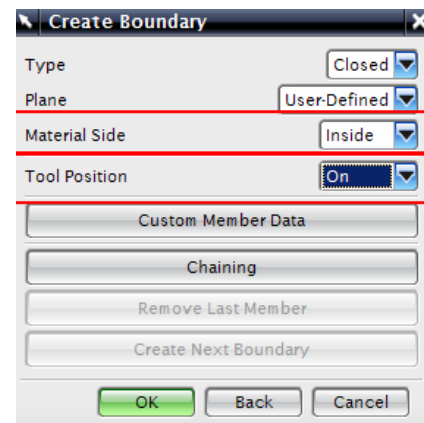 Create Boundary
Type Closed
Plane User-Defined
Material Side Inside
Tool Position On
Custom Member Data
Chaining
Remove Last Member
Create Next Boundary
OK Back Cancel